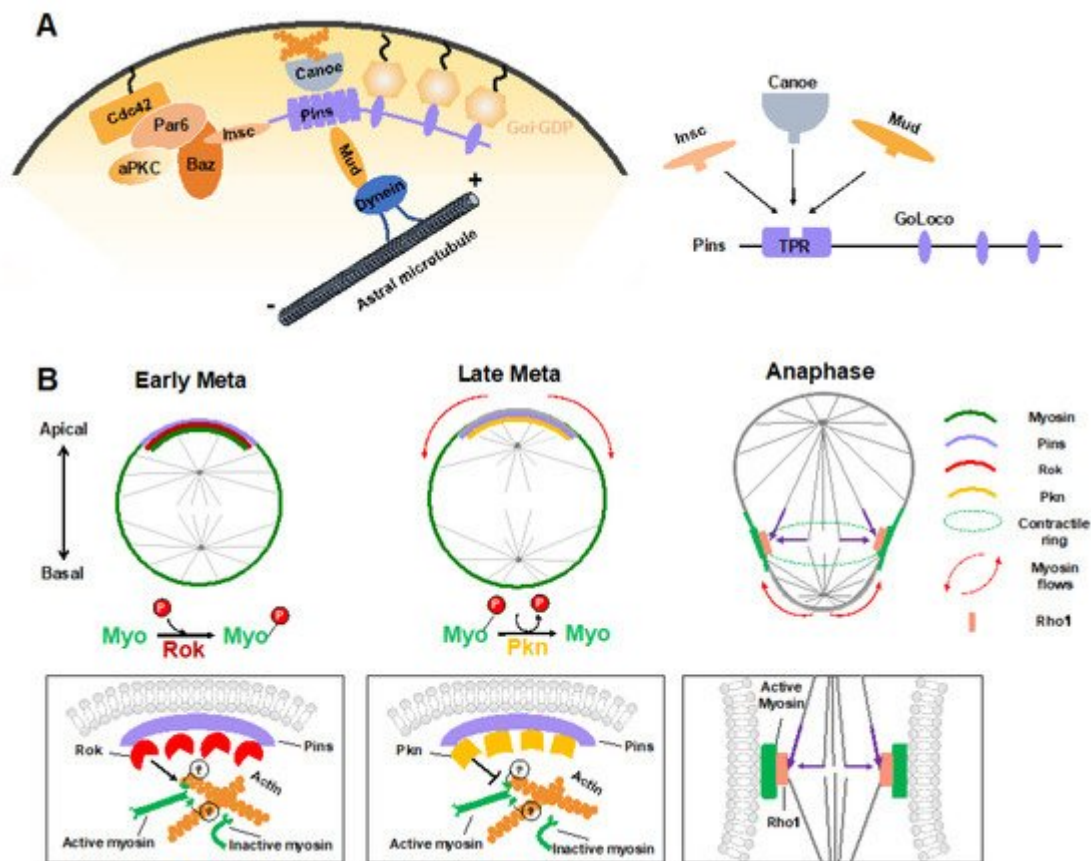 A
Canoe
Cdc42
Par6
Insc
Pins
aPKC
Baz
Mud
Gαi·GDP
Dynein
+
-
Astral microtubule
Canoe
Insc
Mud
GoLoco
Pins
TPR
B
Early Meta
Late Meta
Anaphase
Apical
Basal
Myosin
Pins
Rok
Pkn
Contractile
ring
Myosin
flows
Rho1
P
Myo
Rok
Myo
P
P
P
Myo
Pkn
Myo
Rok
Pins
P
Actin
P
Active myosin
Inactive myosin
Pkn
Pins
P
Actin
P
Active myosin
Inactive myosin
Active
Myosin
Rho1